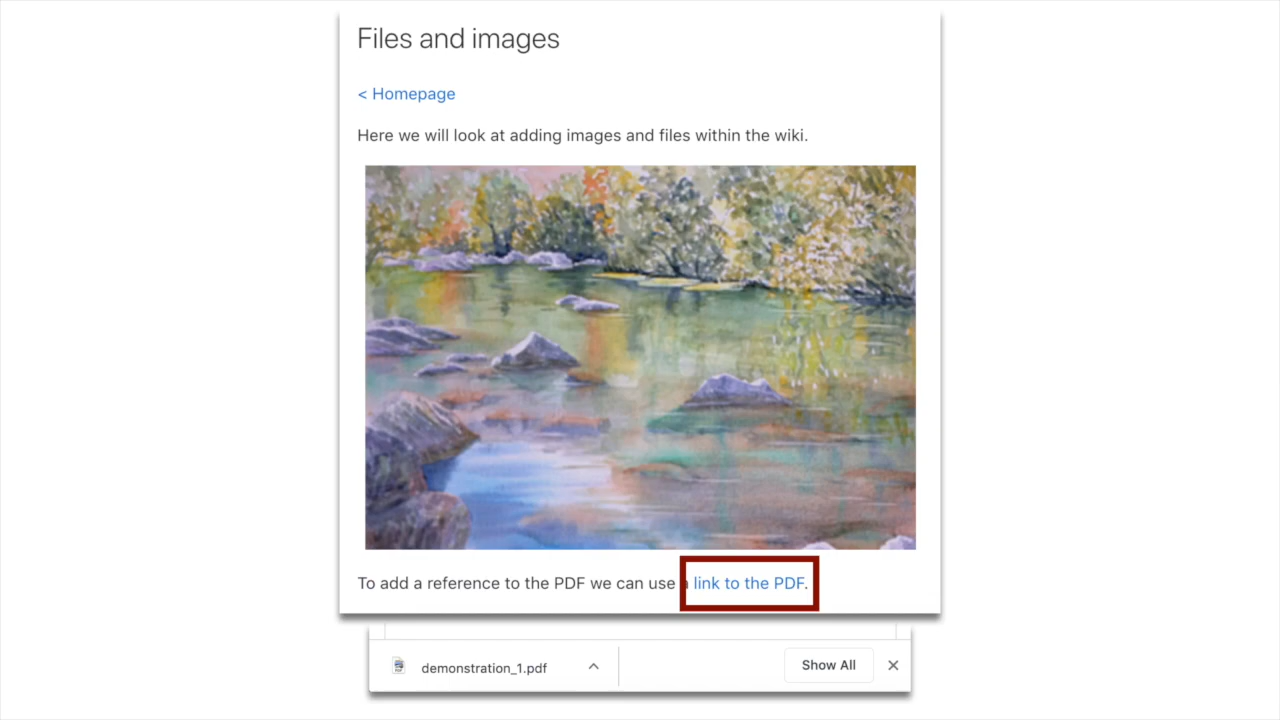 Files and images
< Homepage
Here we will look at adding images and files within the wiki.
To add a reference to the PDF we can use a link to the PDF.
demonstration_1.pdf
Show All